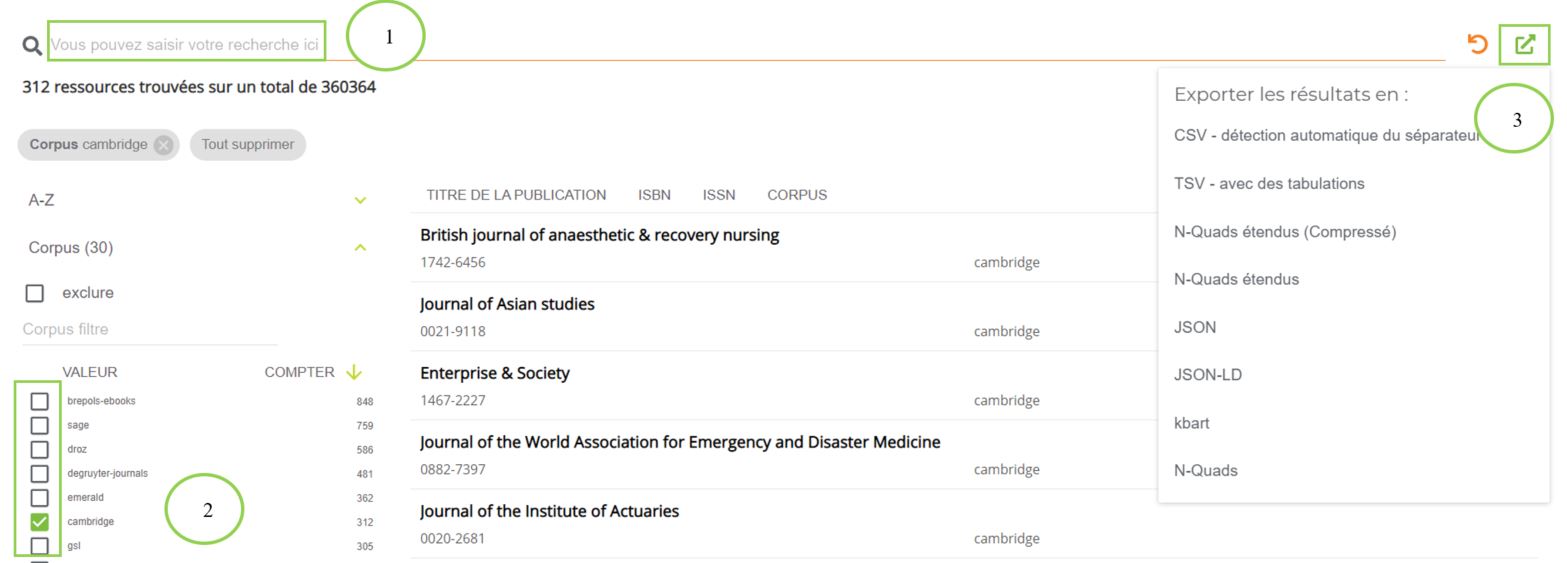 Vous pouvez saisir votre recherche ici
1
312 ressources trouvées sur un total de 360364
Exporter les résultats en :
3
CSV - détection automatique du séparateur
TSV - avec des tabulations
N-Quads étendus (Compressé)
N-Quads étendus
JSON
JSON-LD
kbart
N-Quads
Corpus cambridge
Tout supprimer
A-Z
Corpus (30)
exclure
Corpus filtre
VALEUR COMPTER
brepols-ebooks 848
sage 759
droz 586
degruyter-journals 481
emerald 362
cambridge 312
gsl 305
2
TITRE DE LA PUBLICATION ISBN ISSN CORPUS
British journal of anaesthetic & recovery nursing
1742-6456 cambridge
Journal of Asian studies
0021-9118 cambridge
Enterprise & Society
1467-2227 cambridge
Journal of the World Association for Emergency and Disaster Medicine
0882-7397 cambridge
Journal of the Institute of Actuaries
0020-2681 cambridge